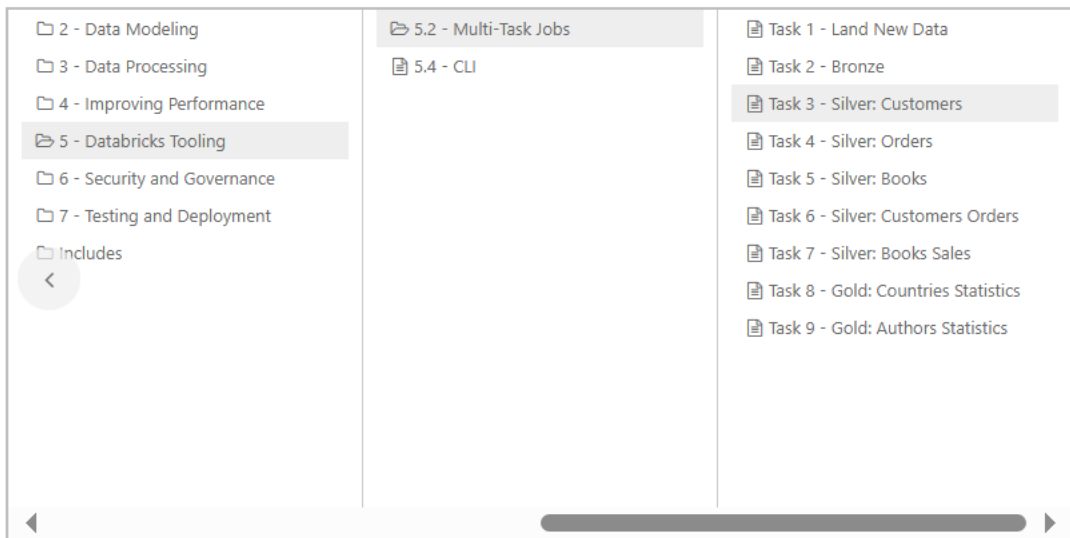 2 - Data Modeling
3 - Data Processing
4 - Improving Performance
5 - Databricks Tooling
6 - Security and Governance
7 - Testing and Deployment
Includes
5.2 - Multi-Task Jobs
5.4 - CLI
Task 1 - Land New Data
Task 2 - Bronze
Task 3 - Silver: Customers
Task 4 - Silver: Orders
Task 5 - Silver: Books
Task 6 - Silver: Customers Orders
Task 7 - Silver: Books Sales
Task 8 - Gold: Countries Statistics
Task 9 - Gold: Authors Statistics